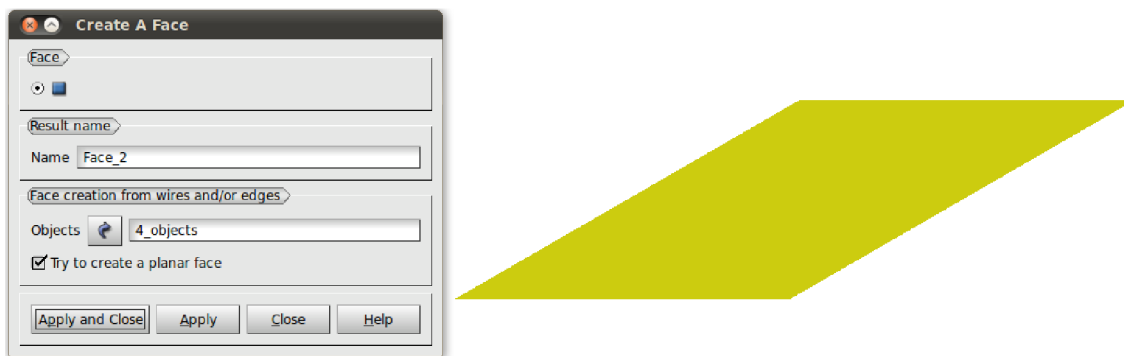 Create A Face
Face
Result name
Name Face_2
Face creation from wires and/or edges
Objects 4_objects
Try to create a planar face
Apply and Close Apply Close Help